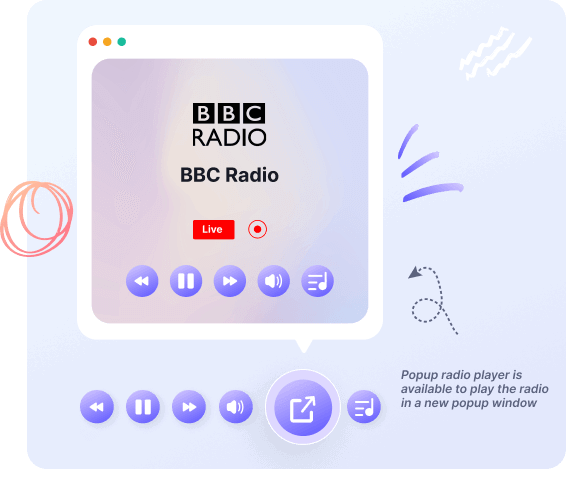 BBC
RADIO
BBC Radio
Live
Popup radio player is
available to play the radio
in a new popup window